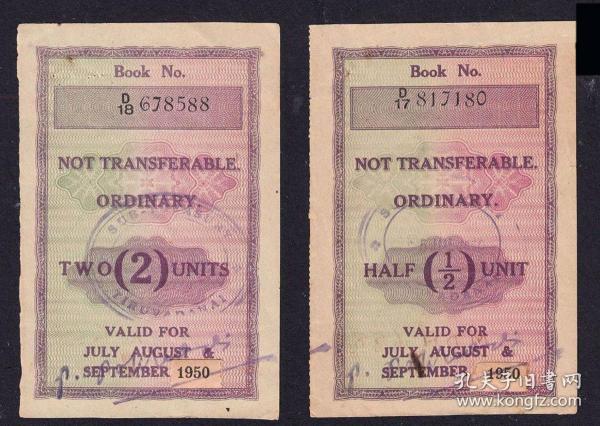 Book No.
D/18 678588
NOT TRANSFERABLE.
ORDINARY.
TWO (2) UNITS
VALID FOR
JULY AUGUST &
SEPTEMBER 1950
Book No.
D/17 817180
NOT TRANSFERABLE.
ORDINARY.
HALF (1/2) UNIT
VALID FOR
JULY AUGUST &
SEPTEMBER 1950
孔夫子旧书网
www.kongfz.com